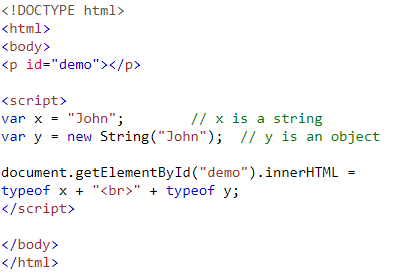 <!DOCTYPE html>
<html>
<body>
<p id="demo"></p>
<script>
var x = "John";         // x is a string
var y = new String("John");  // y is an object
document.getElementById("demo").innerHTML =
typeof x + "<br>" + typeof y;
</script>
</body>
</html>